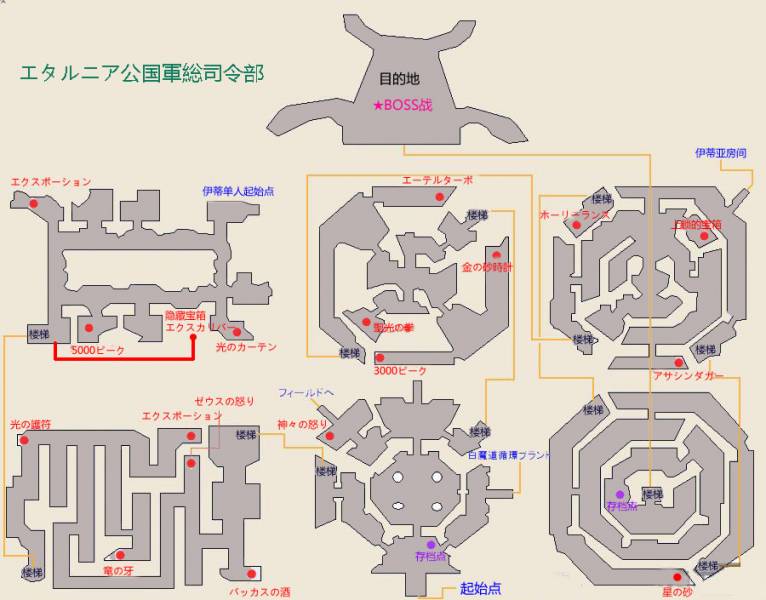 エタルニア公国軍総司令部
目的地
★BOSS战
伊蒂亚房间
エクスポーション
伊蒂单人起始点
エーテルターボ
楼梯
楼梯
ホーリーランス
上鎖的宝箱
金の砂時計
隐藏宝箱
エクスカリバー
楼梯
聖光の拳
楼梯
楼梯
楼梯
5000ピーク
光のカーテン
3000ピーク
アサシンダガー
ゼウスの怒り
フィールドへ
エクスポーション
光の護符
神々の怒り
楼梯
楼梯
楼梯
白魔道循環プラント
楼梯
楼梯
存档点
存档点
竜の牙
楼梯
楼梯
バッカスの酒
起始点
星の砂